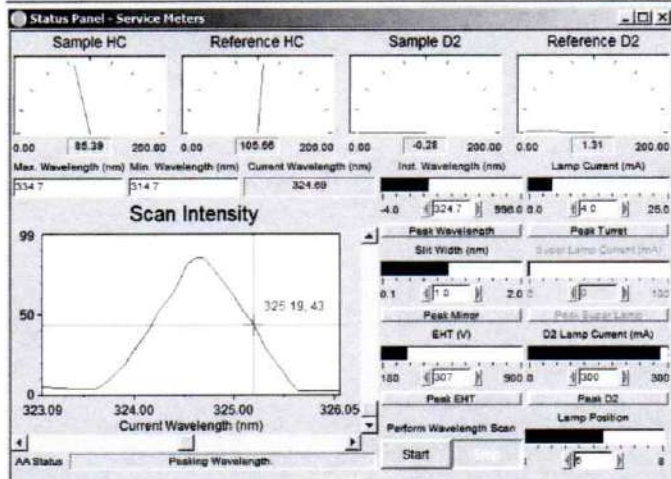 Status Panel - Service Meters
Sample HC Reference HC Sample D2 Reference D2
0.00 85.39 200.00 0.00 105.66 200.00 0.00 -0.28 200.00 0.00 1.31 200.00
Max. Wavelength (nm) Min. Wavelength (nm) Current Wavelength (nm) Inst. Wavelength (nm) Lamp Current (mA)
334.7 314.7 324.69
-4.0 324.7 998.0 0.0 4.0 25.0
Scan Intensity
Peak Wavelength Peak Turret
Slit Width (nm) Super Lamp Current (mA)
99
0.1 1.0 2.0 0 0 100
325.19, 43
50
Peak Minor Peak Super Lamp
EHT (V) D2 Lamp Current (mA)
0
180 307 900 0 300 300
323.09 324.00 325.00 326.05
Peak EHT Peak D2
Current Wavelength (nm)
Perform Wavelength Scan Lamp Position
Start Stop
6 8
AA Status Peaking Wavelength.